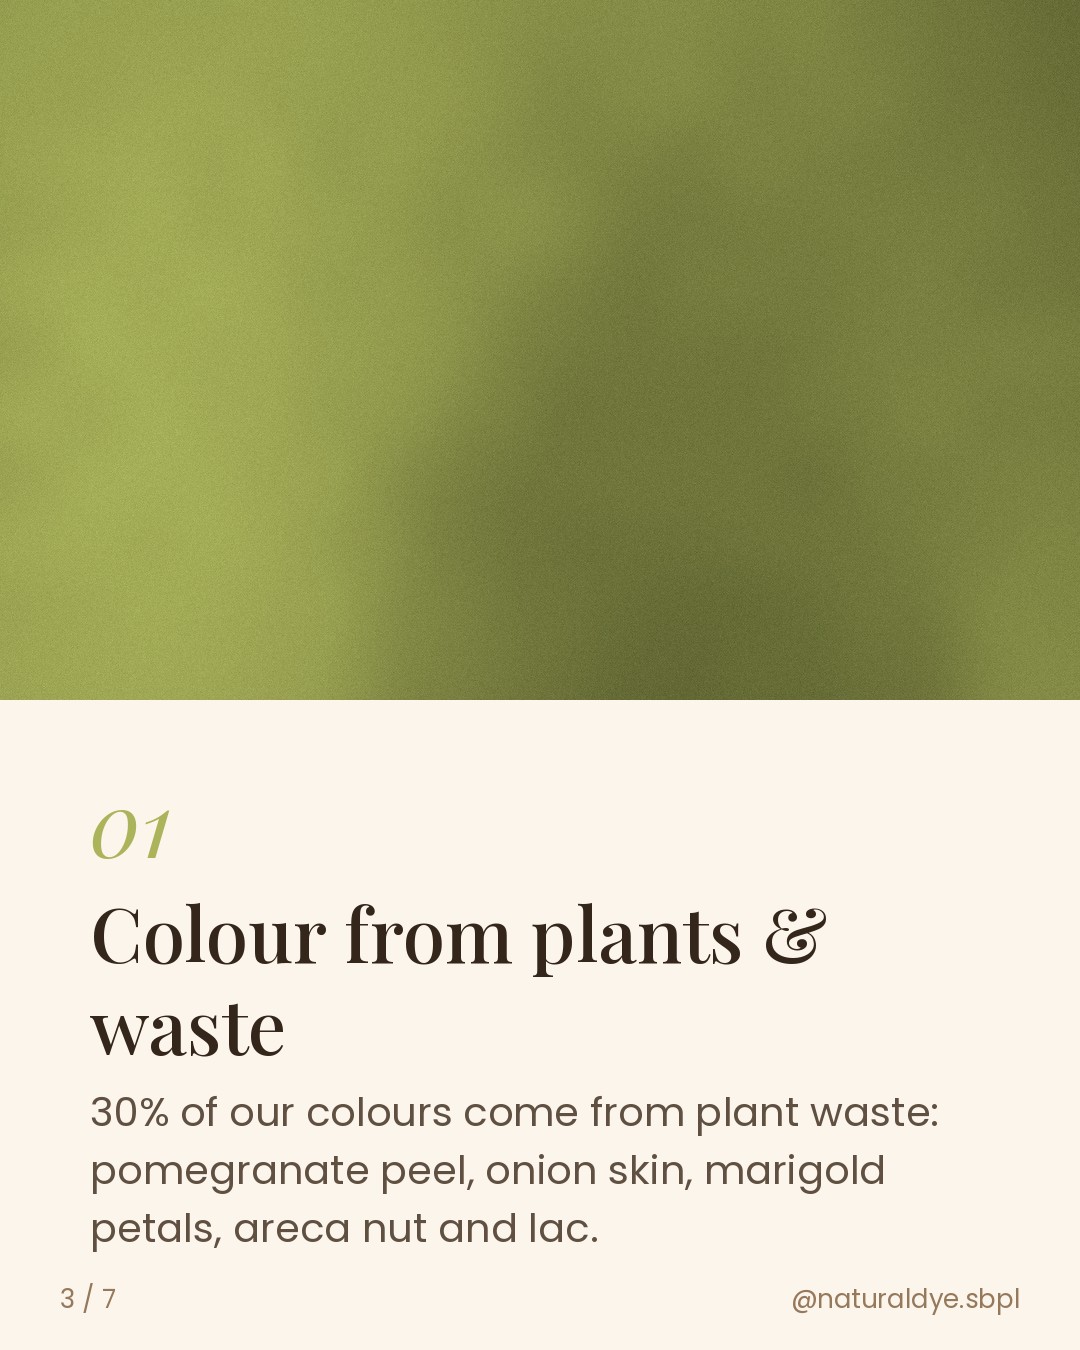 01
Colour from plants &
waste
30% of our colours come from plant waste:
pomegranate peel, onion skin, marigold
petals, areca nut and lac.
3 / 7
@naturaldye.sbpl